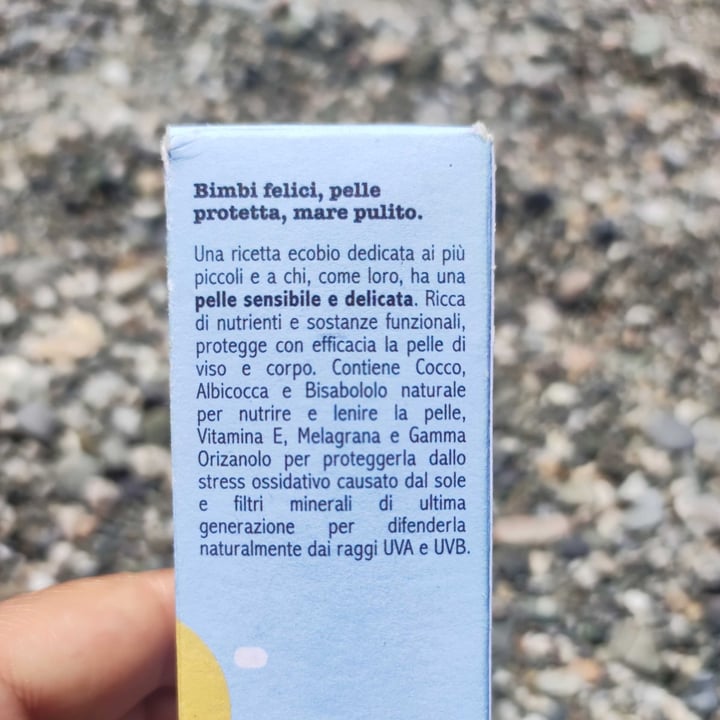 Bimbi felici, pelle
protetta, mare pulito.
Una ricetta ecobio dedicata ai più
piccoli e a chi, come loro, ha una
pelle sensibile e delicata. Ricca
di nutrienti e sostanze funzionali,
protegge con efficacia la pelle di
viso e corpo. Contiene Cocco,
Albicocca e Bisabololo naturale
per nutrire e lenire la pelle,
Vitamina E, Melagrana e Gamma
Orizanolo per proteggerla dallo
stress ossidativo causato dal sole
e filtri minerali di ultima
generazione per difenderla
naturalmente dai raggi UVA e UVB.